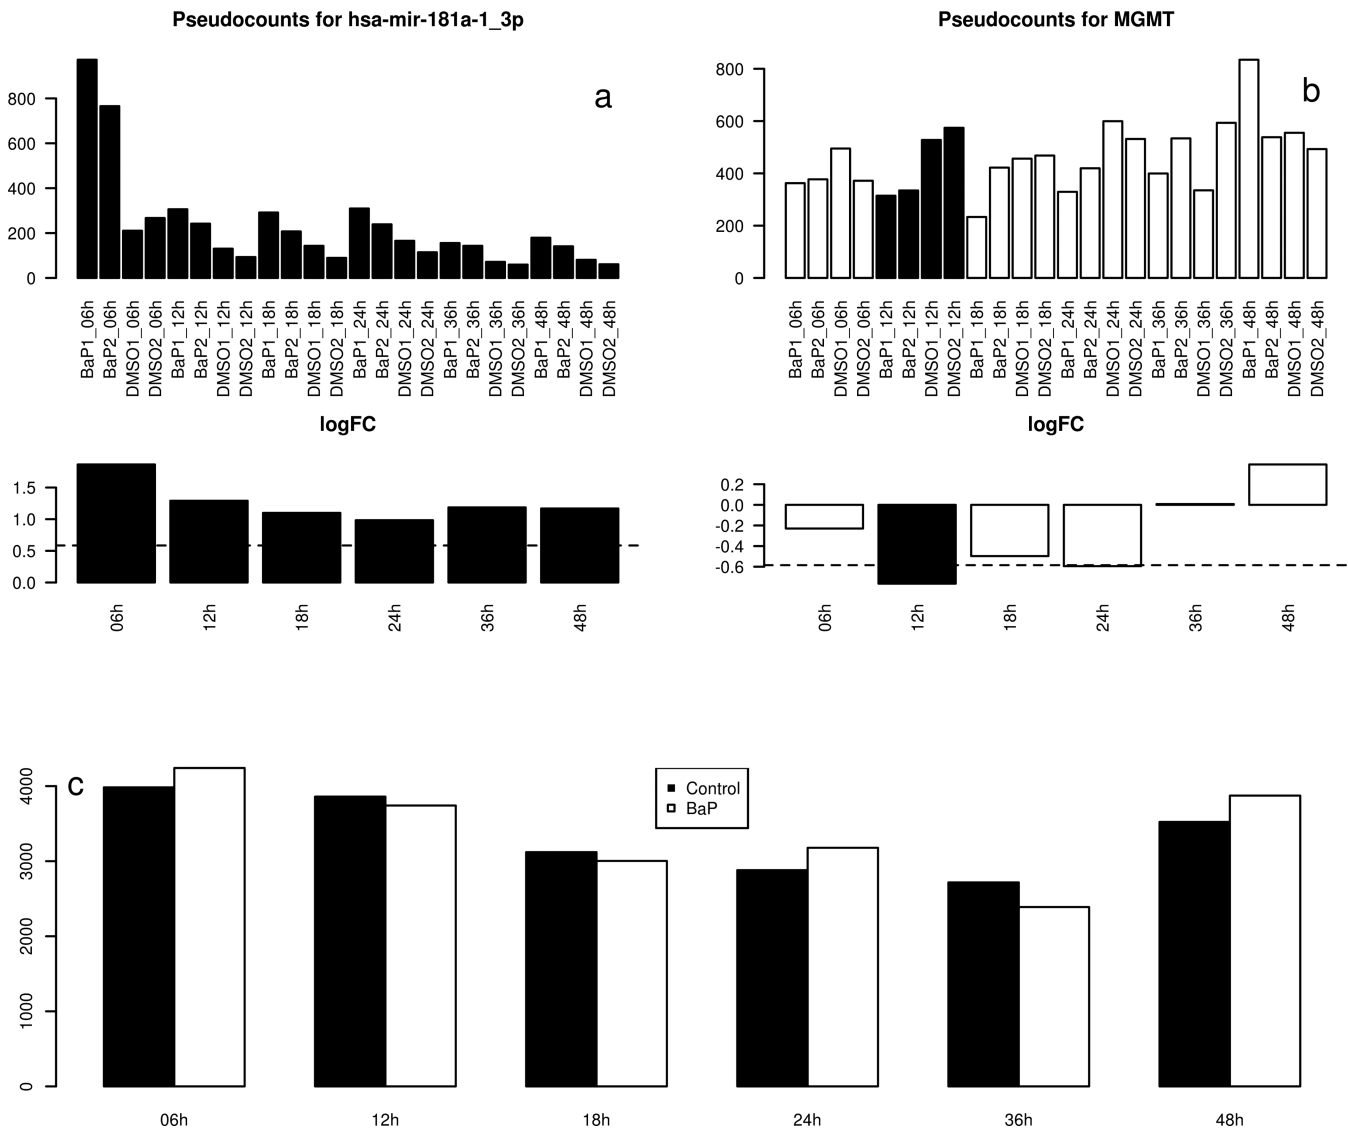 Pseudocounts for hsa-mir-181a-1_3p
a
800
600
400
200
0
BaP1_06h
BaP2_06h
DMSO1_06h
DMSO2_06h
BaP1_12h
BaP2_12h
DMSO1_12h
DMSO2_12h
BaP1_18h
BaP2_18h
DMSO1_18h
DMSO2_18h
BaP1_24h
BaP2_24h
DMSO1_24h
DMSO2_24h
BaP1_36h
BaP2_36h
DMSO1_36h
DMSO2_36h
BaP1_48h
BaP2_48h
DMSO1_48h
DMSO2_48h
logFC
1.5
1.0
0.5
0.0
06h
12h
18h
24h
36h
48h
Pseudocounts for MGMT
b
800
600
400
200
0
BaP1_06h
BaP2_06h
DMSO1_06h
DMSO2_06h
BaP1_12h
BaP2_12h
DMSO1_12h
DMSO2_12h
BaP1_18h
BaP2_18h
DMSO1_18h
DMSO2_18h
BaP1_24h
BaP2_24h
DMSO1_24h
DMSO2_24h
BaP1_36h
BaP2_36h
DMSO1_36h
DMSO2_36h
BaP1_48h
BaP2_48h
DMSO1_48h
DMSO2_48h
logFC
0.2
0.0
-0.2
-0.4
-0.6
06h
12h
18h
24h
36h
48h
c
4000
3000
2000
1000
0
Control
BaP
06h
12h
18h
24h
36h
48h